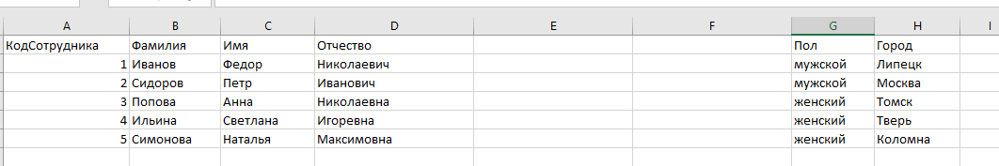 A B C D E F G H I
КодСотрудника Фамилия Имя Отчество Пол Город
1 Иванов Федор Николаевич мужской Липецк
2 Сидоров Петр Иванович мужской Москва
3 Попова Анна Николаевна женский Томск
4 Ильина Светлана Игоревна женский Тверь
5 Симонова Наталья Максимовна женский Коломна